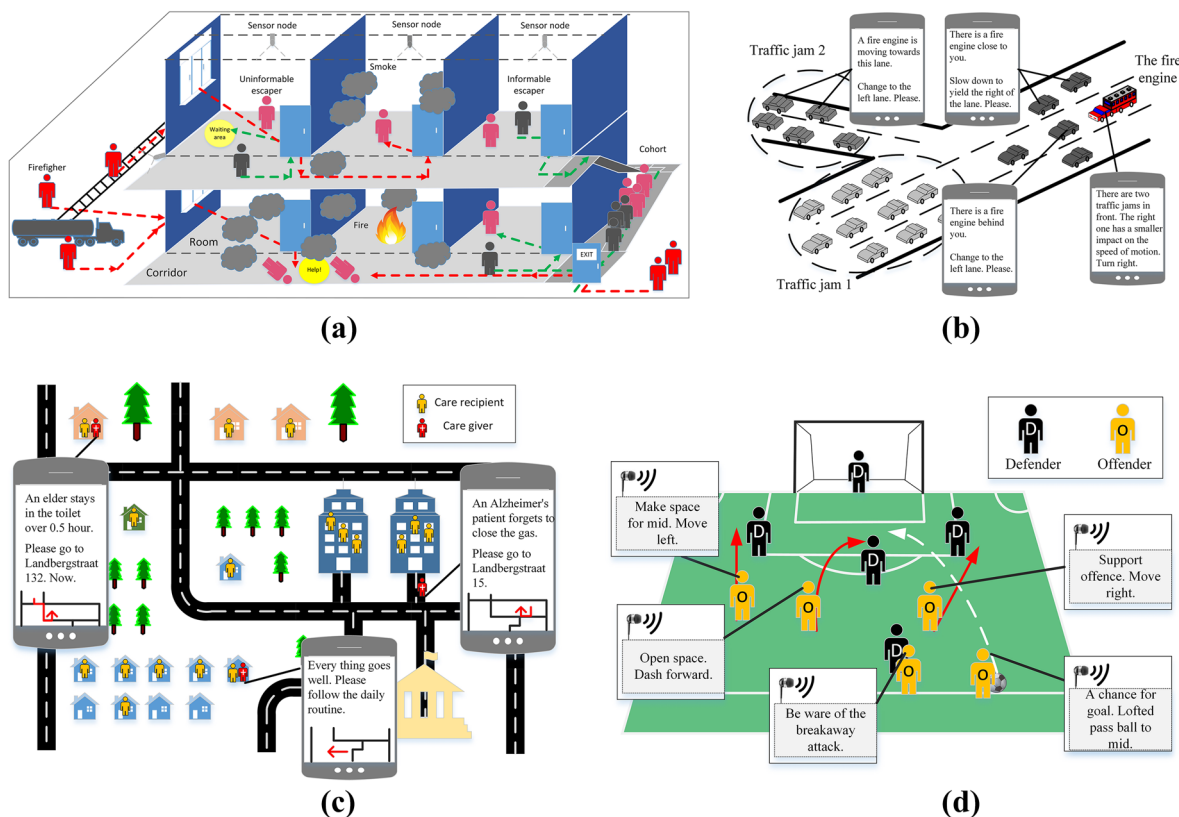 Sensor node
Sensor node
Sensor node
Smoke
Uninformable
escaper
Informable
escaper
Waiting
area
Firefigher
Cohort
Room
Fire
Corridor
Help!
EXIT
(a)
Traffic jam 2
A fire engine is
moving towards
this lane.
Change to the
left lane. Please.
There is a fire
engine close to
you.
Slow down to
yield the right of
the lane. Please.
The fire
engine
There is a fire
engine behind
you.
Change to the
left lane. Please.
There are two
traffic jams in
front. The right
one has a smaller
impact on the
speed of motion.
Turn right.
Traffic jam 1
(b)
Care recipient
Care giver
An elder stays
in the toilet
over 0.5 hour.
Please go to
Landbergstraat
132. Now.
An Alzheimer's
patient forgets to
close the gas.
Please go to
Landbergstraat
15.
Every thing goes
well. Please
follow the daily
routine.
(c)
D
O
Defender
Offender
Make space
for mid. Move
left.
Support
offence. Move
right.
Open space.
Dash forward.
Be ware of the
breakaway
attack.
A chance for
goal. Lofted
pass ball to
mid.
D
D
D
D
O
O
O
D
O
O
(d)